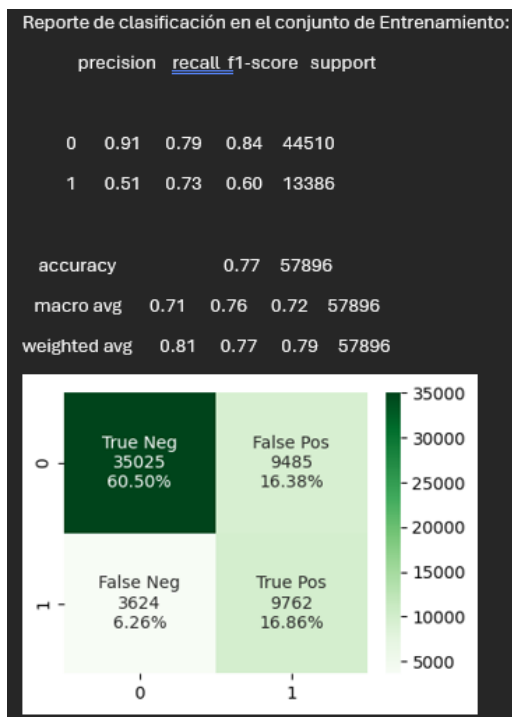 Reporte de clasificación en el conjunto de Entrenamiento:
precision recall f1-score support
0 0.91 0.79 0.84 44510
1 0.51 0.73 0.60 13386
accuracy 0.77 57896
macro avg 0.71 0.76 0.72 57896
weighted avg 0.81 0.77 0.79 57896
35000
30000
25000
20000
15000
10000
5000
0
True Neg
35025
60.50%
False Pos
9485
16.38%
1
False Neg
3624
6.26%
True Pos
9762
16.86%
0 1